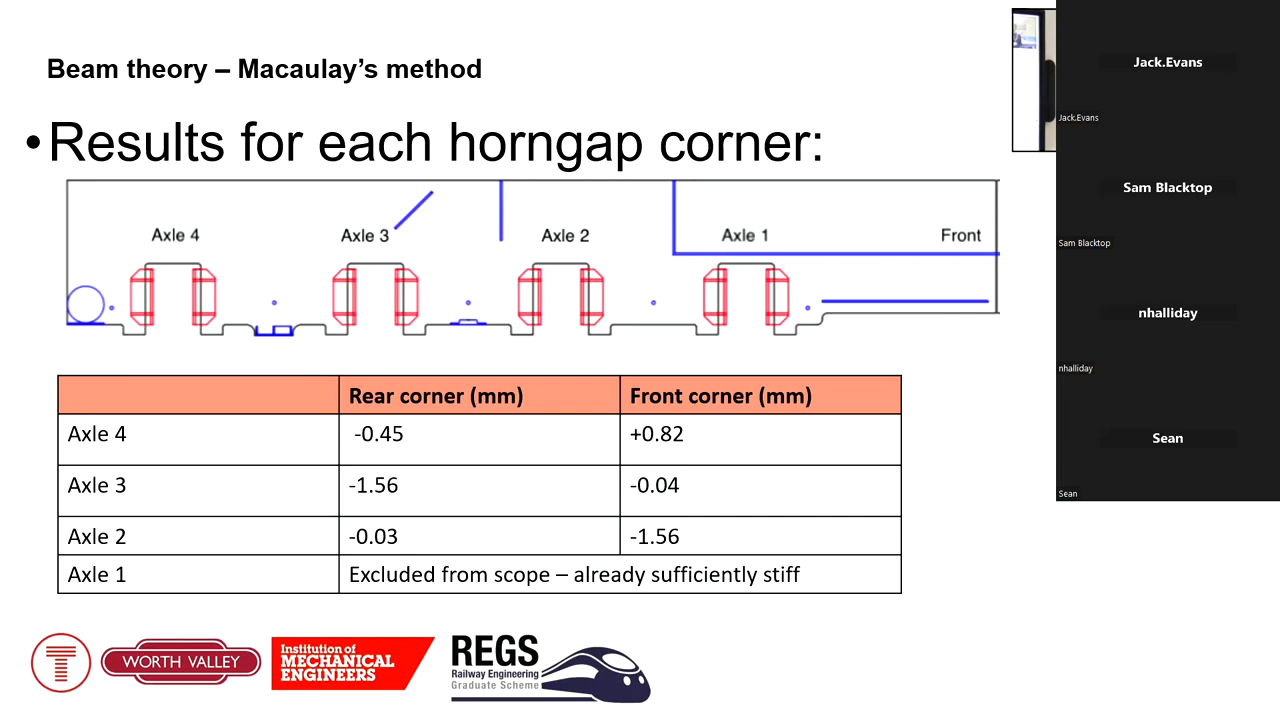 Beam theory – Macaulay’s method
•Results for each horngap corner:
Axle 4
Axle 3
Axle 2
Axle 1
Front
Rear corner (mm)
Front corner (mm)
Axle 4
-0.45
+0.82
Axle 3
-1.56
-0.04
Axle 2
-0.03
-1.56
Axle 1
Excluded from scope – already sufficiently stiff
T
WORTH VALLEY
Institution of
MECHANICAL
ENGINEERS
REGS
Railway Engineering
Graduate Scheme
Jack.Evans
Jack.Evans
Sam Blacktop
Sam Blacktop
nhalliday
nhalliday
Sean
Sean